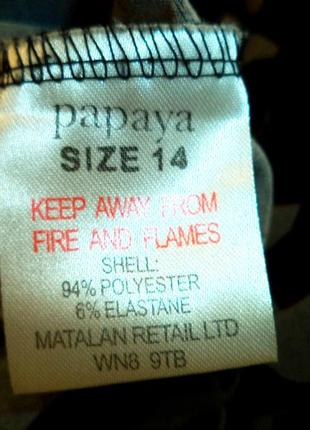 papaya
SIZE 14
KEEP AWAY FROM
FIRE AND FLAMES
SHELL:
94% POLYESTER
6% ELASTANE
MATALAN RETAIL LTD
WN8 9TB